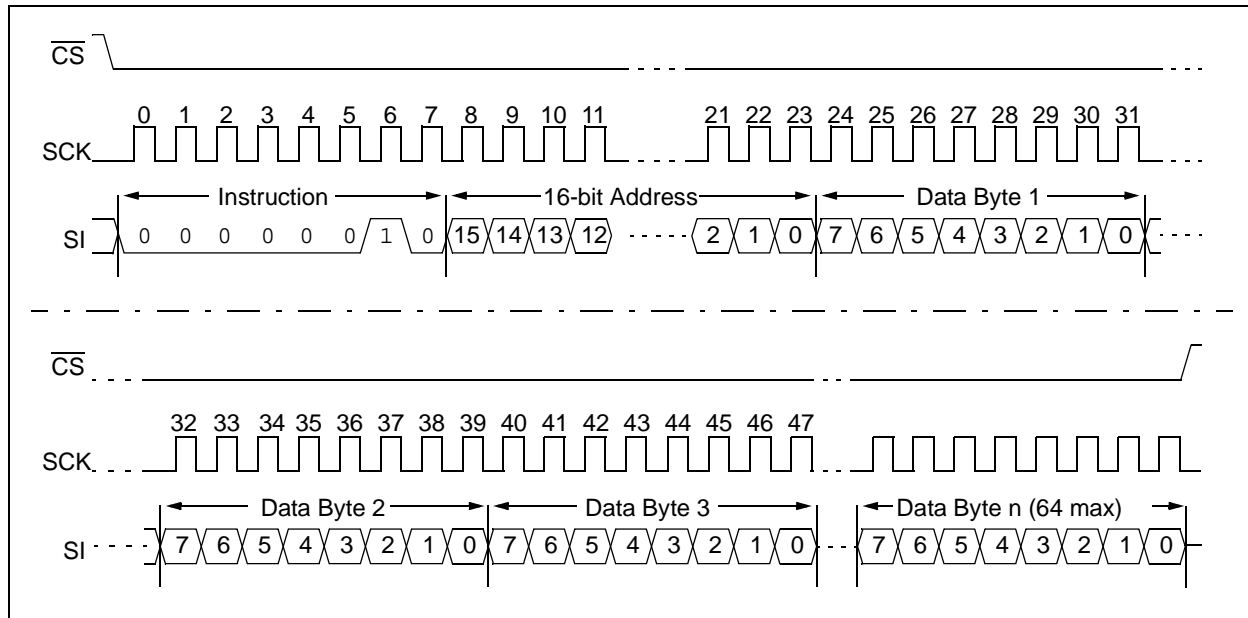 CS
0 1 2 3 4 5 6 7 8 9 10 11 21 22 23 24 25 26 27 28 29 30 31
SCK
Instruction 16-bit Address Data Byte 1
SI 0 0 0 0 0 0 1 0 15 14 13 12 2 1 0 7 6 5 4 3 2 1 0
CS
32 33 34 35 36 37 38 39 40 41 42 43 44 45 46 47
SCK
Data Byte 2 Data Byte 3 Data Byte n (64 max)
SI 7 6 5 4 3 2 1 0 7 6 5 4 3 2 1 0 7 6 5 4 3 2 1 0